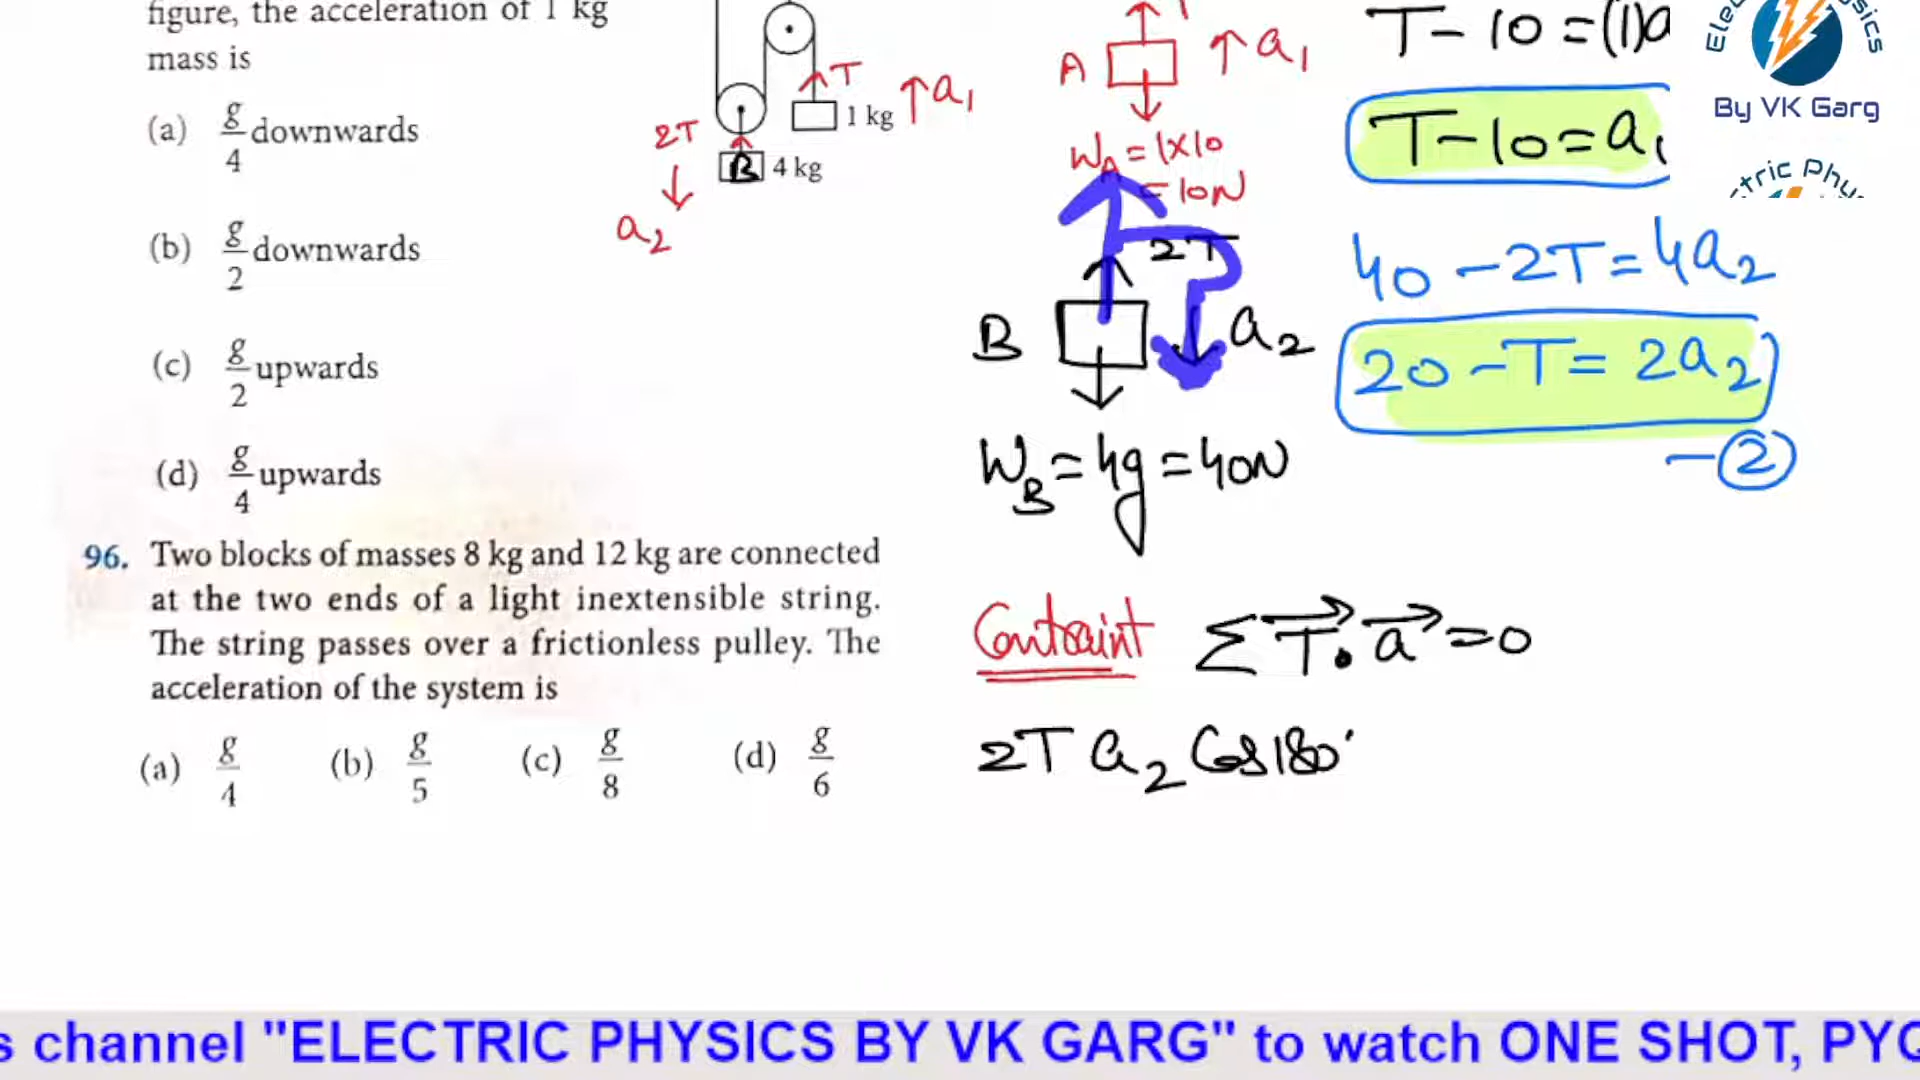 figure, the acceleration of 1 kg
mass is
(a) g/4 downwards
(b) g/2 downwards
(c) g/2 upwards
(d) g/4 upwards
96. Two blocks of masses 8 kg and 12 kg are connected
at the two ends of a light inextensible string.
The string passes over a frictionless pulley. The
acceleration of the system is
(a) g/4 (b) g/5 (c) g/8 (d) g/6
T
1 kg
↑a₁
2T
B
4 kg
↓
a₂
A
↑a₁
W_A = 1×10
= 10N
2T
B
a₂
W_B = 4g = 40N
Contraint Σ T⃗ . a⃗ = 0
2T a₂ Cos180°
T - 10 = (1)a
T - 10 = a₁
40 - 2T = 4a₂
20 - T = 2a₂
- ②
By VK Garg
s channel "ELECTRIC PHYSICS BY VK GARG" to watch ONE SHOT, PYQ